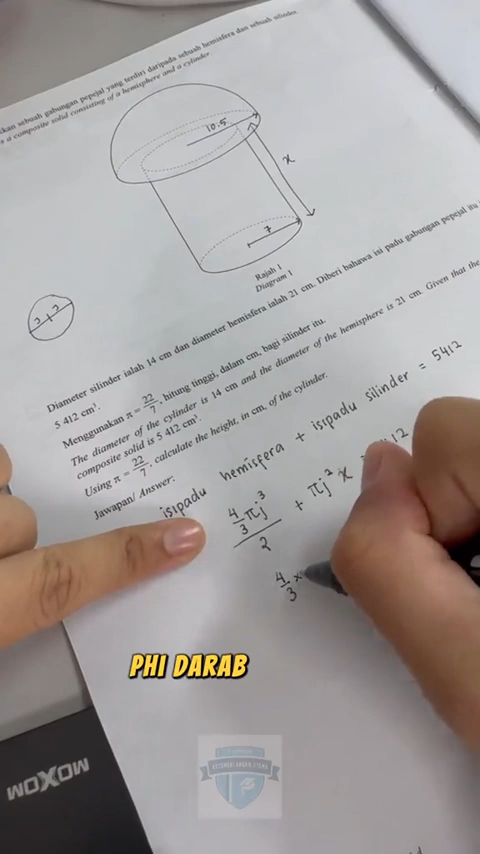 kan sebuah gabungan pepejal yang terdiri daripada sebuah hemisfera dan sebuah silinder.
a composite solid consisting of a hemisphere and a cylinder.
10.5
x
7
Rajah 1
Diagram 1
Diameter silinder ialah 14 cm dan diameter hemisfera ialah 21 cm. Diberi bahawa isi padu gabungan pepejal itu
5 412 cm³.
Menggunakan π = 22/7, hitung tinggi, dalam cm, bagi silinder itu.
The diameter of the cylinder is 14 cm and the diameter of the hemisphere is 21 cm. Given that the
composite solid is 5 412 cm³.
Using π = 22/7, calculate the height, in cm, of the cylinder.
Jawapan/ Answer:
isipadu hemisfera + isipadu silinder = 5412
4/3 πj³ / 2 + πj² x
4/3 ×
PHI DARAB
MOXOM